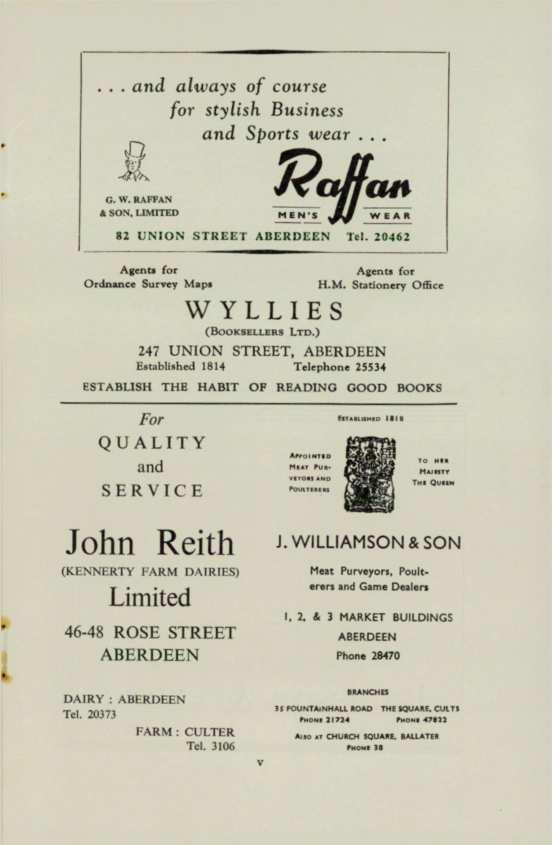 . . . and always of course
for stylish Business
and Sports wear . . .
G. W. RAFFAN
& SON, LIMITED
Raffan
MEN'S WEAR
82 UNION STREET ABERDEEN Tel. 20462
Agents for
Ordnance Survey Maps
Agents for
H.M. Stationery Office
WYLLIES
(BOOKSELLERS LTD.)
247 UNION STREET, ABERDEEN
Established 1814 Telephone 25534
ESTABLISH THE HABIT OF READING GOOD BOOKS
For
QUALITY
and
SERVICE
John Reith
(KENNERTY FARM DAIRIES)
Limited
46-48 ROSE STREET
ABERDEEN
DAIRY : ABERDEEN
Tel. 20373
FARM : CULTER
Tel. 3106
ESTABLISHED 1818
APPOINTED
MEAT PUR-
VEYORS AND
POULTERERS
TO HER
MAJESTY
THE QUEEN
J. WILLIAMSON & SON
Meat Purveyors, Poult-
erers and Game Dealers
1, 2, & 3 MARKET BUILDINGS
ABERDEEN
Phone 28470
BRANCHES
35 FOUNTAINHALL ROAD THE SQUARE, CULTS
PHONE 21724 PHONE 47822
ALSO AT CHURCH SQUARE, BALLATER
PHONE 38
V